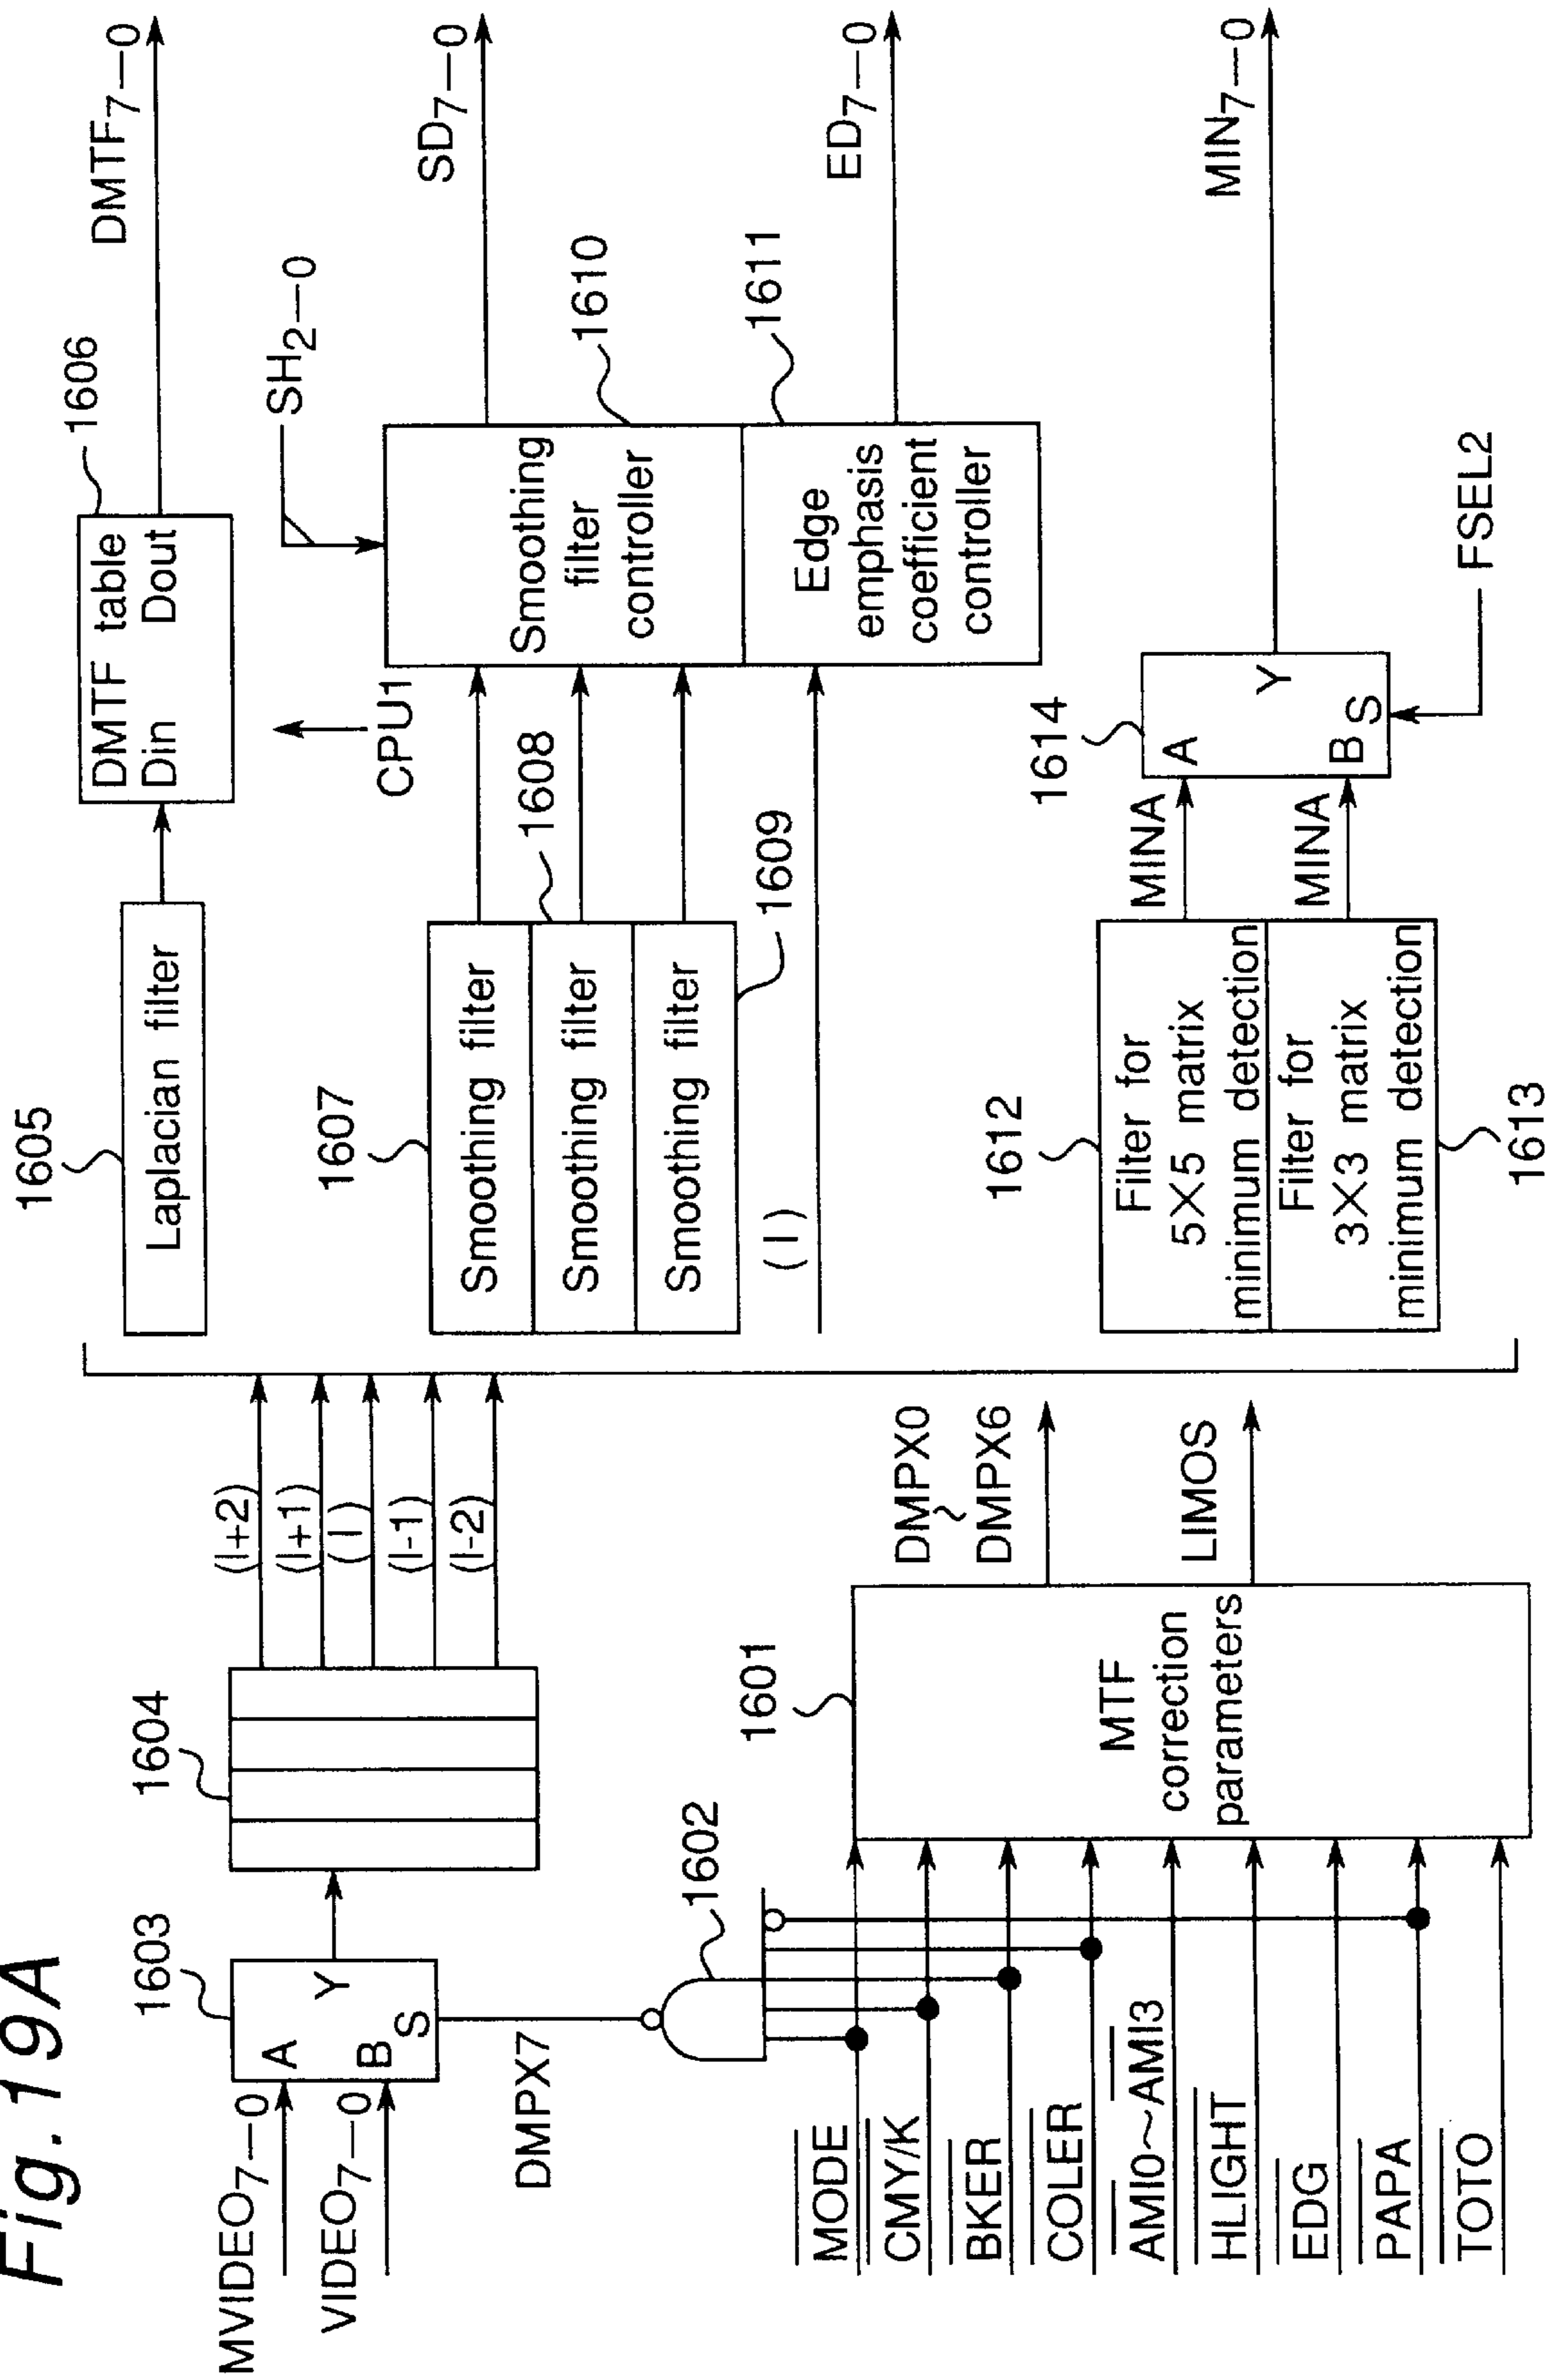 Fig. 19A
MVIDEO7—0
VIDEO7—0
1603
A
B
Y
S
DMPX7
1602
1604
(I+2)
(I+1)
(I)
(I-1)
(I-2)
MODE
CMY/K
BKER
COLER
AMI0~AMI3
HLIGHT
EDG
PAPA
TOTO
1601
MTF
correction
parameters
DMPX0
~
DMPX6
LIMOS
1605
Laplacian filter
1606
DMTF table
Din Dout
DMTF7—0
CPU1
1607
Smoothing filter
Smoothing filter
Smoothing filter
1608
1609
(I)
SH2—0
Smoothing
filter
controller
1610
SD7—0
Edge
emphasis
coefficient
controller
1611
ED7—0
1612
Filter for
5×5 matrix
minimum detection
Filter for
3×3 matrix
minimum detection
1613
MINA
MINA
1614
A
B
Y
S
FSEL2
MIN7—0